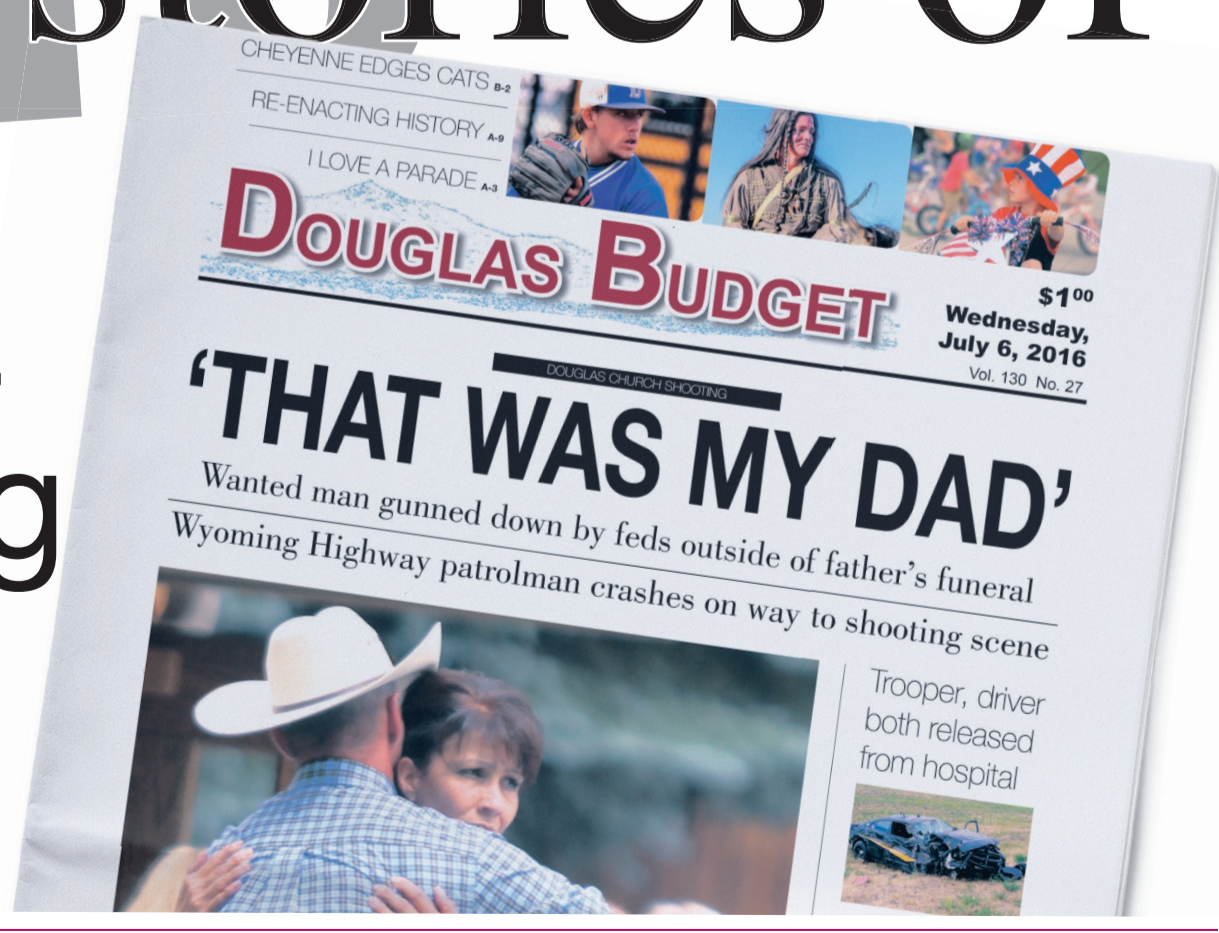 stories of
g
CHEYENNE EDGES CATS B-2
RE-ENACTING HISTORY A-9
I LOVE A PARADE A-3
DOUGLAS BUDGET
$1.00
Wednesday,
July 6, 2016
Vol. 130 No. 27
DOUGLAS CHURCH SHOOTING
‘THAT WAS MY DAD’
Wanted man gunned down by feds outside of father’s funeral
Wyoming Highway patrolman crashes on way to shooting scene
Trooper, driver
both released
from hospital